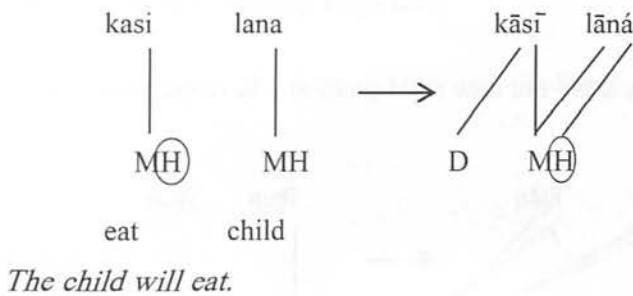 kasi lana kāsī lāná
MH MH D MH
eat child
The child will eat.